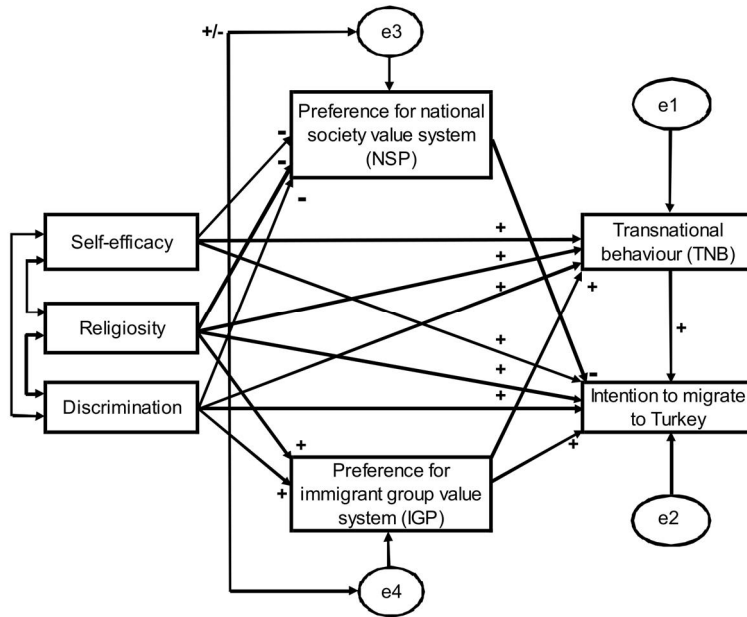 +/-
e3
Preference for national
society value system
(NSP)
e1
-
-
-
Self-efficacy
+
+
+
Transnational
behaviour (TNB)
+
Religiosity
+
+
+
+
-
Discrimination
Intention to migrate
to Turkey
+
+
+
Preference for
immigrant group value
system (IGP)
e2
e4